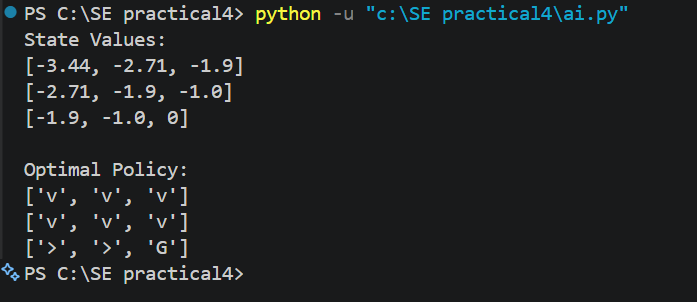 PS C:\SE practical4> python -u "c:\SE practical4\ai.py"
State Values:
[-3.44, -2.71, -1.9]
[-2.71, -1.9, -1.0]
[-1.9, -1.0, 0]
Optimal Policy:
['v', 'v', 'v']
['v', 'v', 'v']
['>', '>', 'G']
PS C:\SE practical4>